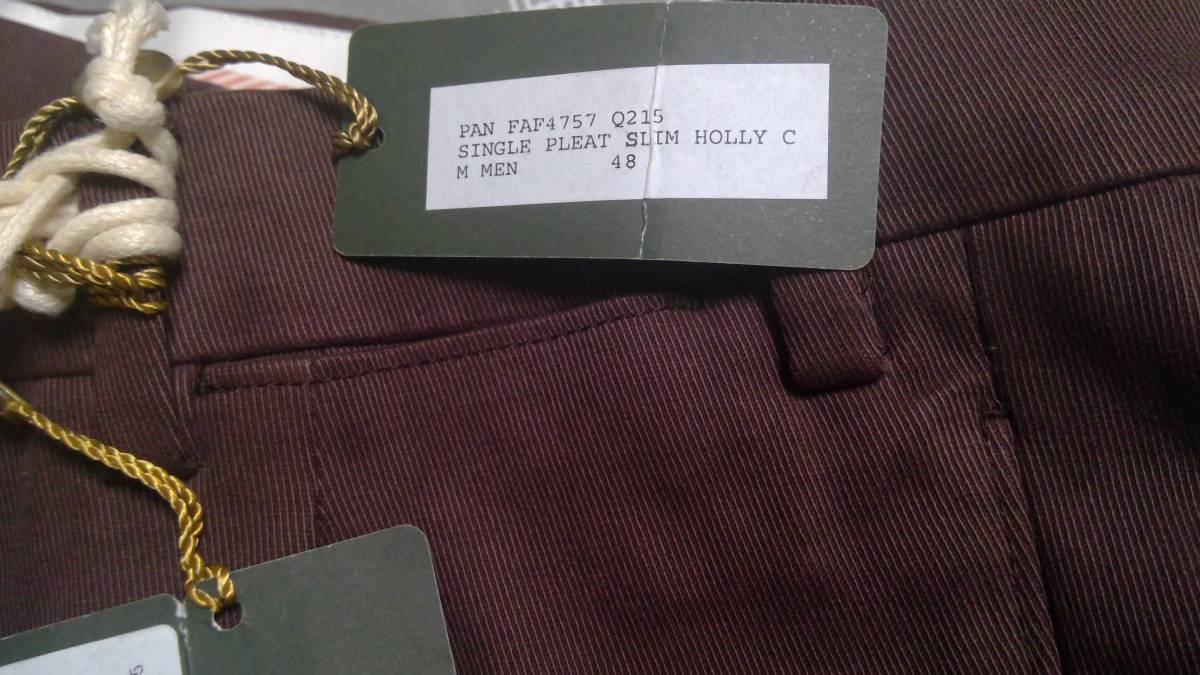 PAN FAF4757 Q215
SINGLE PLEAT SLIM HOLLY C
M MEN 48